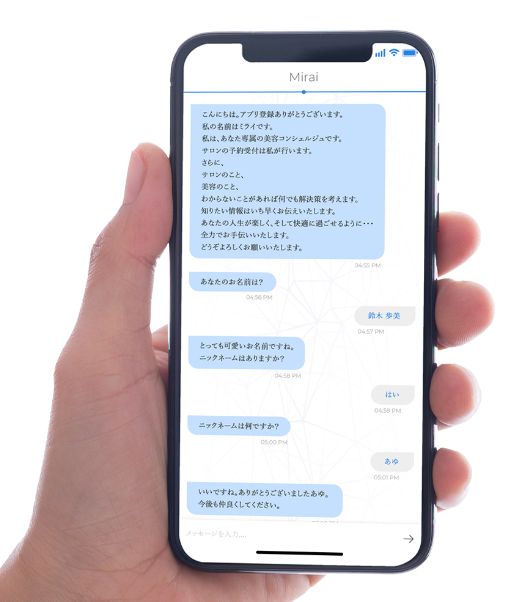 Mirai
こんにちは。アプリ登録ありがとうございます。
私の名前はミライです。
私は、あなた専属の美容コンシェルジュです。
サロンの予約受付は私が行います。
さらに、
サロンのこと、
美容のこと、
わからないことがあれば何でも解決策を考えます。
知りたい情報はいち早くお伝えいたします。
あなたの人生が楽しく、そして快適に過ごせるように・・・
全力でお手伝いいたします。
どうぞよろしくお願いいたします。
04:55 PM
あなたのお名前は?
04:56 PM
鈴木 歩美
04:57 PM
とっても可愛いお名前ですね。
ニックネームはありますか?
04:58 PM
はい
04:59 PM
ニックネームは何ですか?
05:00 PM
あゆ
05:01 PM
いいですね。ありがとうございましたあゆ。
今後も仲良くしてください。
メッセージを入力....